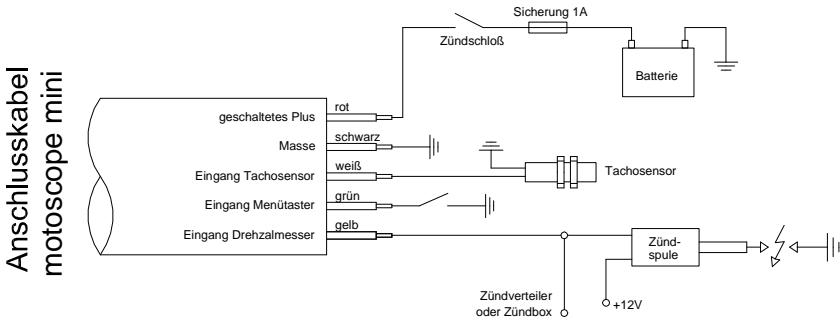 Anschlusskabel
motoscope mini
Sicherung 1A
Zündschloß
Batterie
geschaltetes Plus
rot
Masse
schwarz
Eingang Tachosensor
weiß
Tachosensor
Eingang Menütaster
grün
Eingang Drehzalmesser
gelb
Zünd-
spule
Zündverteiler
oder Zündbox
+12V